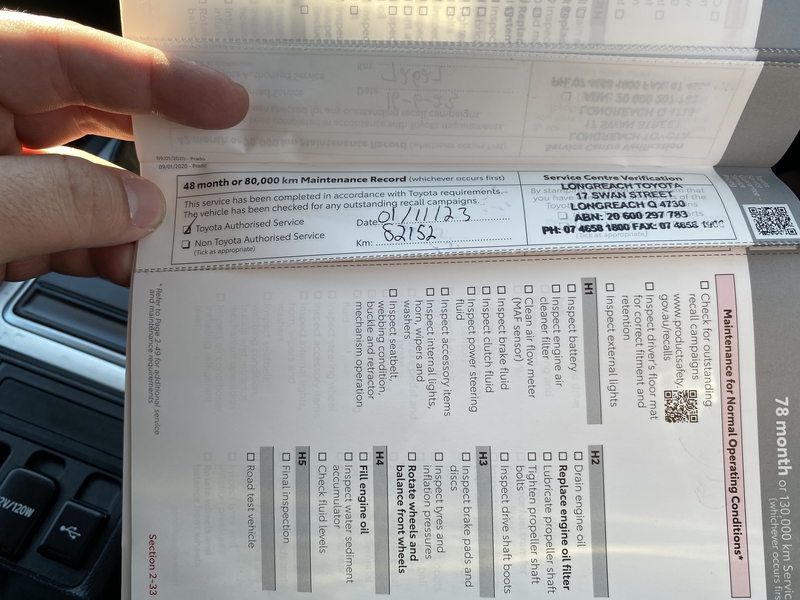 09/01/2020 - Prado
48 month or 80,000 km Maintenance Record (whichever occurs first)
This service has been completed in accordance with Toyota requirements.
The vehicle has been checked for any outstanding recall campaigns.
Toyota Authorised Service
Non Toyota Authorised Service
(Tick as appropriate)
Date 01/11/23
Km: 82182
Service Centre Verification
LONGREACH TOYOTA
17 SWAN STREET
LONGREACH Q 4730
ABN: 20 600 297 783
PH: 07 4658 1800 FAX: 07 4658
78 month or 130,000 km
(whichever occurs
Maintenance for Normal Operating Conditions*
Check for outstanding
recall campaigns
www.productsafety.
gov.au/recalls
Inspect driver's floor mat
for correct fitment and
retention
Inspect external lights
H1
Inspect battery
Inspect engine air
cleaner filter
Clean air flow meter
(MAF sensor)
Inspect brake fluid
Inspect clutch fluid
Inspect power steering
fluid
Inspect accessory items
Inspect internal lights,
horn, wipers and
washers
Inspect seatbelt,
webbing condition,
buckle and retractor
mechanism operation
H2
Drain engine oil
Replace engine oil filter
Lubricate propeller shaft
Tighten propeller shaft
bolts
Inspect drive shaft boots
H3
Inspect brake pads and
discs
Inspect tyres and
inflation pressures
Rotate wheels and
balance front wheels
H4
Fill engine oil
Inspect water sediment
accumulator
Check fluid levels
H5
Final inspection
Road test vehicle
* Refer to Page 2-49 for additional service
and maintenance requirements
Section 2-33